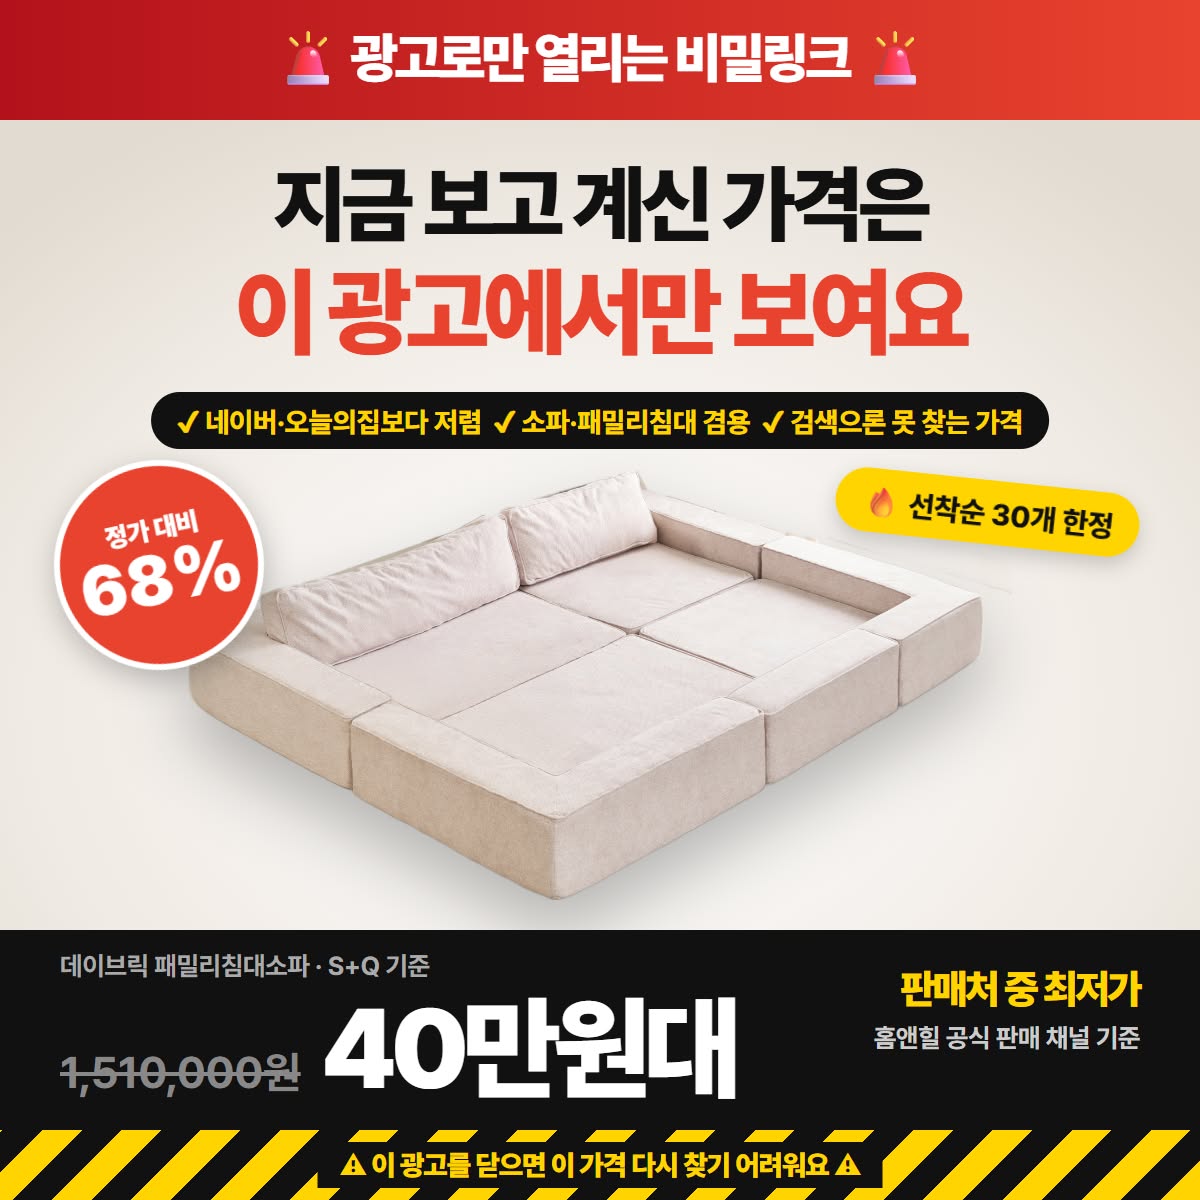 광고로만 열리는 비밀링크
지금 보고 계신 가격은
이 광고에서만 보여요
✓ 네이버·오늘의집보다 저렴 ✓ 소파·패밀리침대 겸용 ✓ 검색으론 못 찾는 가격
정가 대비
68%
선착순 30개 한정
데이브릭 패밀리침대소파 · S+Q 기준
1,510,000원 40만원대
판매처 중 최저가
홈앤힐 공식 판매 채널 기준
⚠ 이 광고를 닫으면 이 가격 다시 찾기 어려워요 ⚠